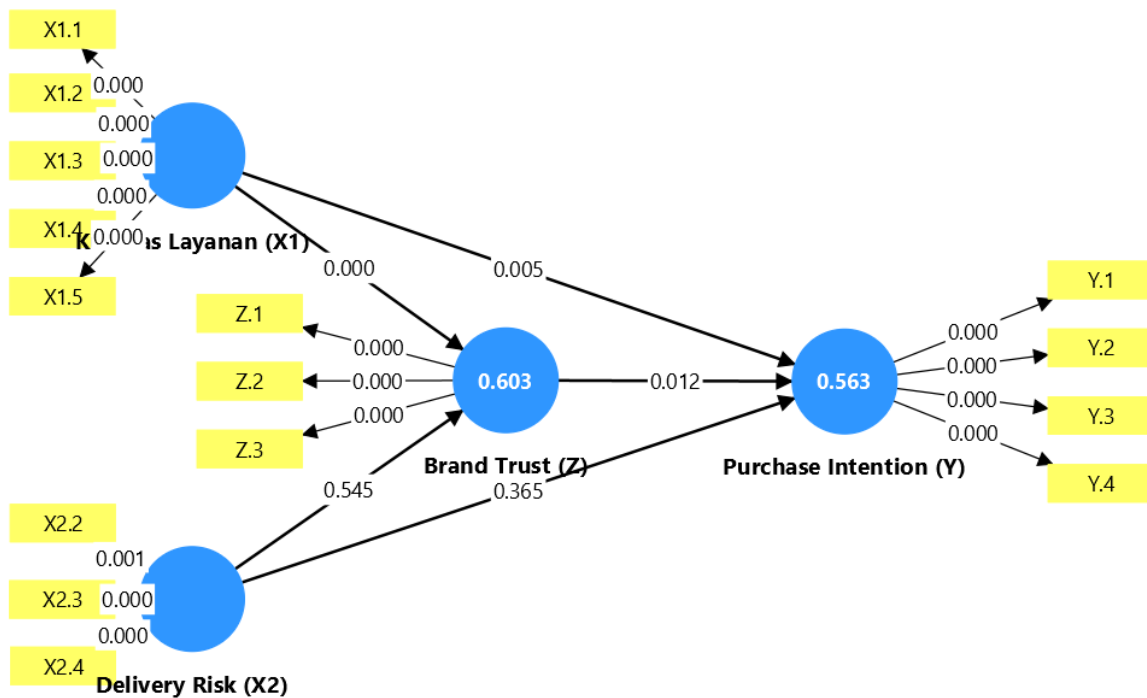 X1.1
0.000
X1.2
0.000
X1.3
0.000
0.000
X1.4
0.000
as Layanan (X1)
X1.5
0.000
0.005
Z.1
0.000
Z.2
0.000
Z.3
0.000
0.603
Brand Trust (Z)
0.012
0.563
Purchase Intention (Y)
Y.1
0.000
Y.2
0.000
Y.3
0.000
Y.4
0.000
0.545
0.365
X2.2
0.001
X2.3
0.000
X2.4
0.000
Delivery Risk (X2)